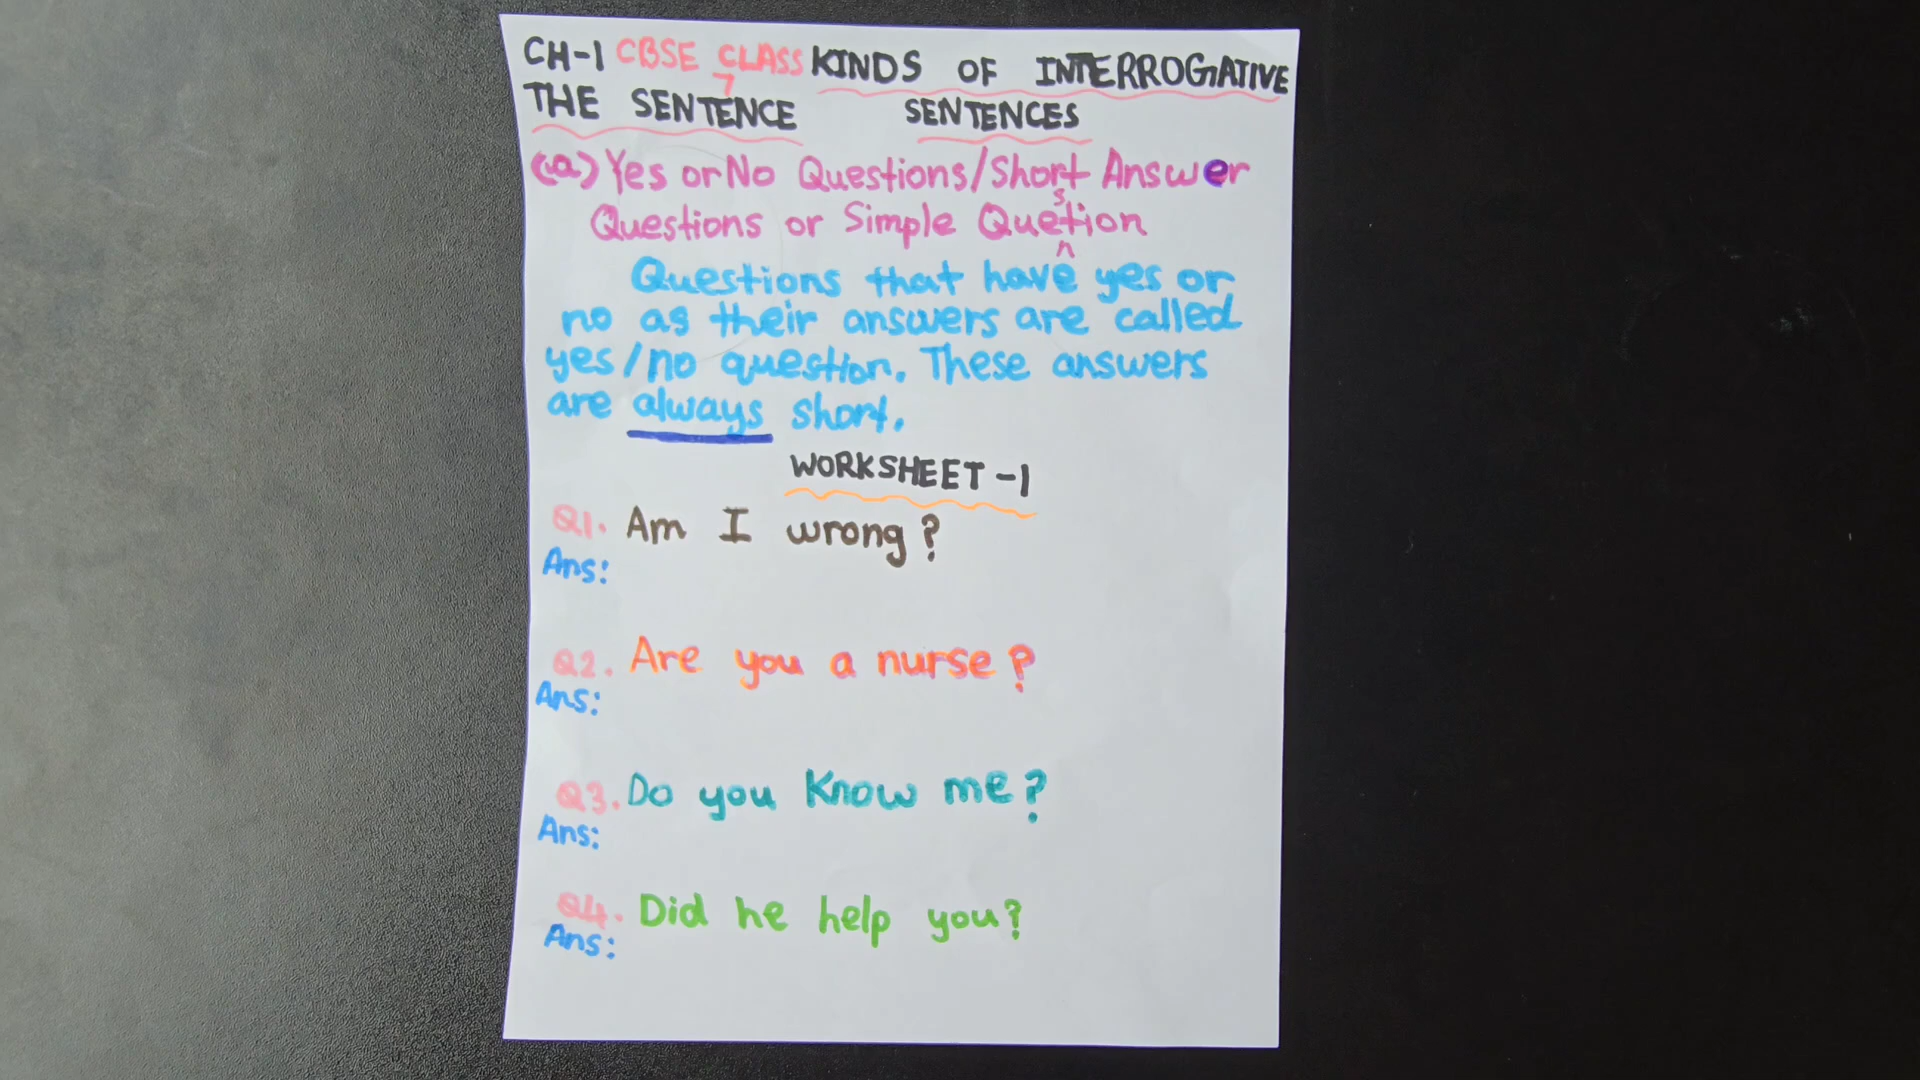 CH-1 CBSE CLASS 7
THE SENTENCE
KINDS OF INTERROGATIVE
SENTENCES
(a) Yes or No Questions/Short Answer
Questions or Simple Question
Questions that have yes or
no as their answers are called
yes/no question. These answers
are always short.
WORKSHEET-1
Q1. Am I wrong?
Ans:
Q2. Are you a nurse?
Ans:
Q3. Do you know me?
Ans:
Q4. Did he help you?
Ans: